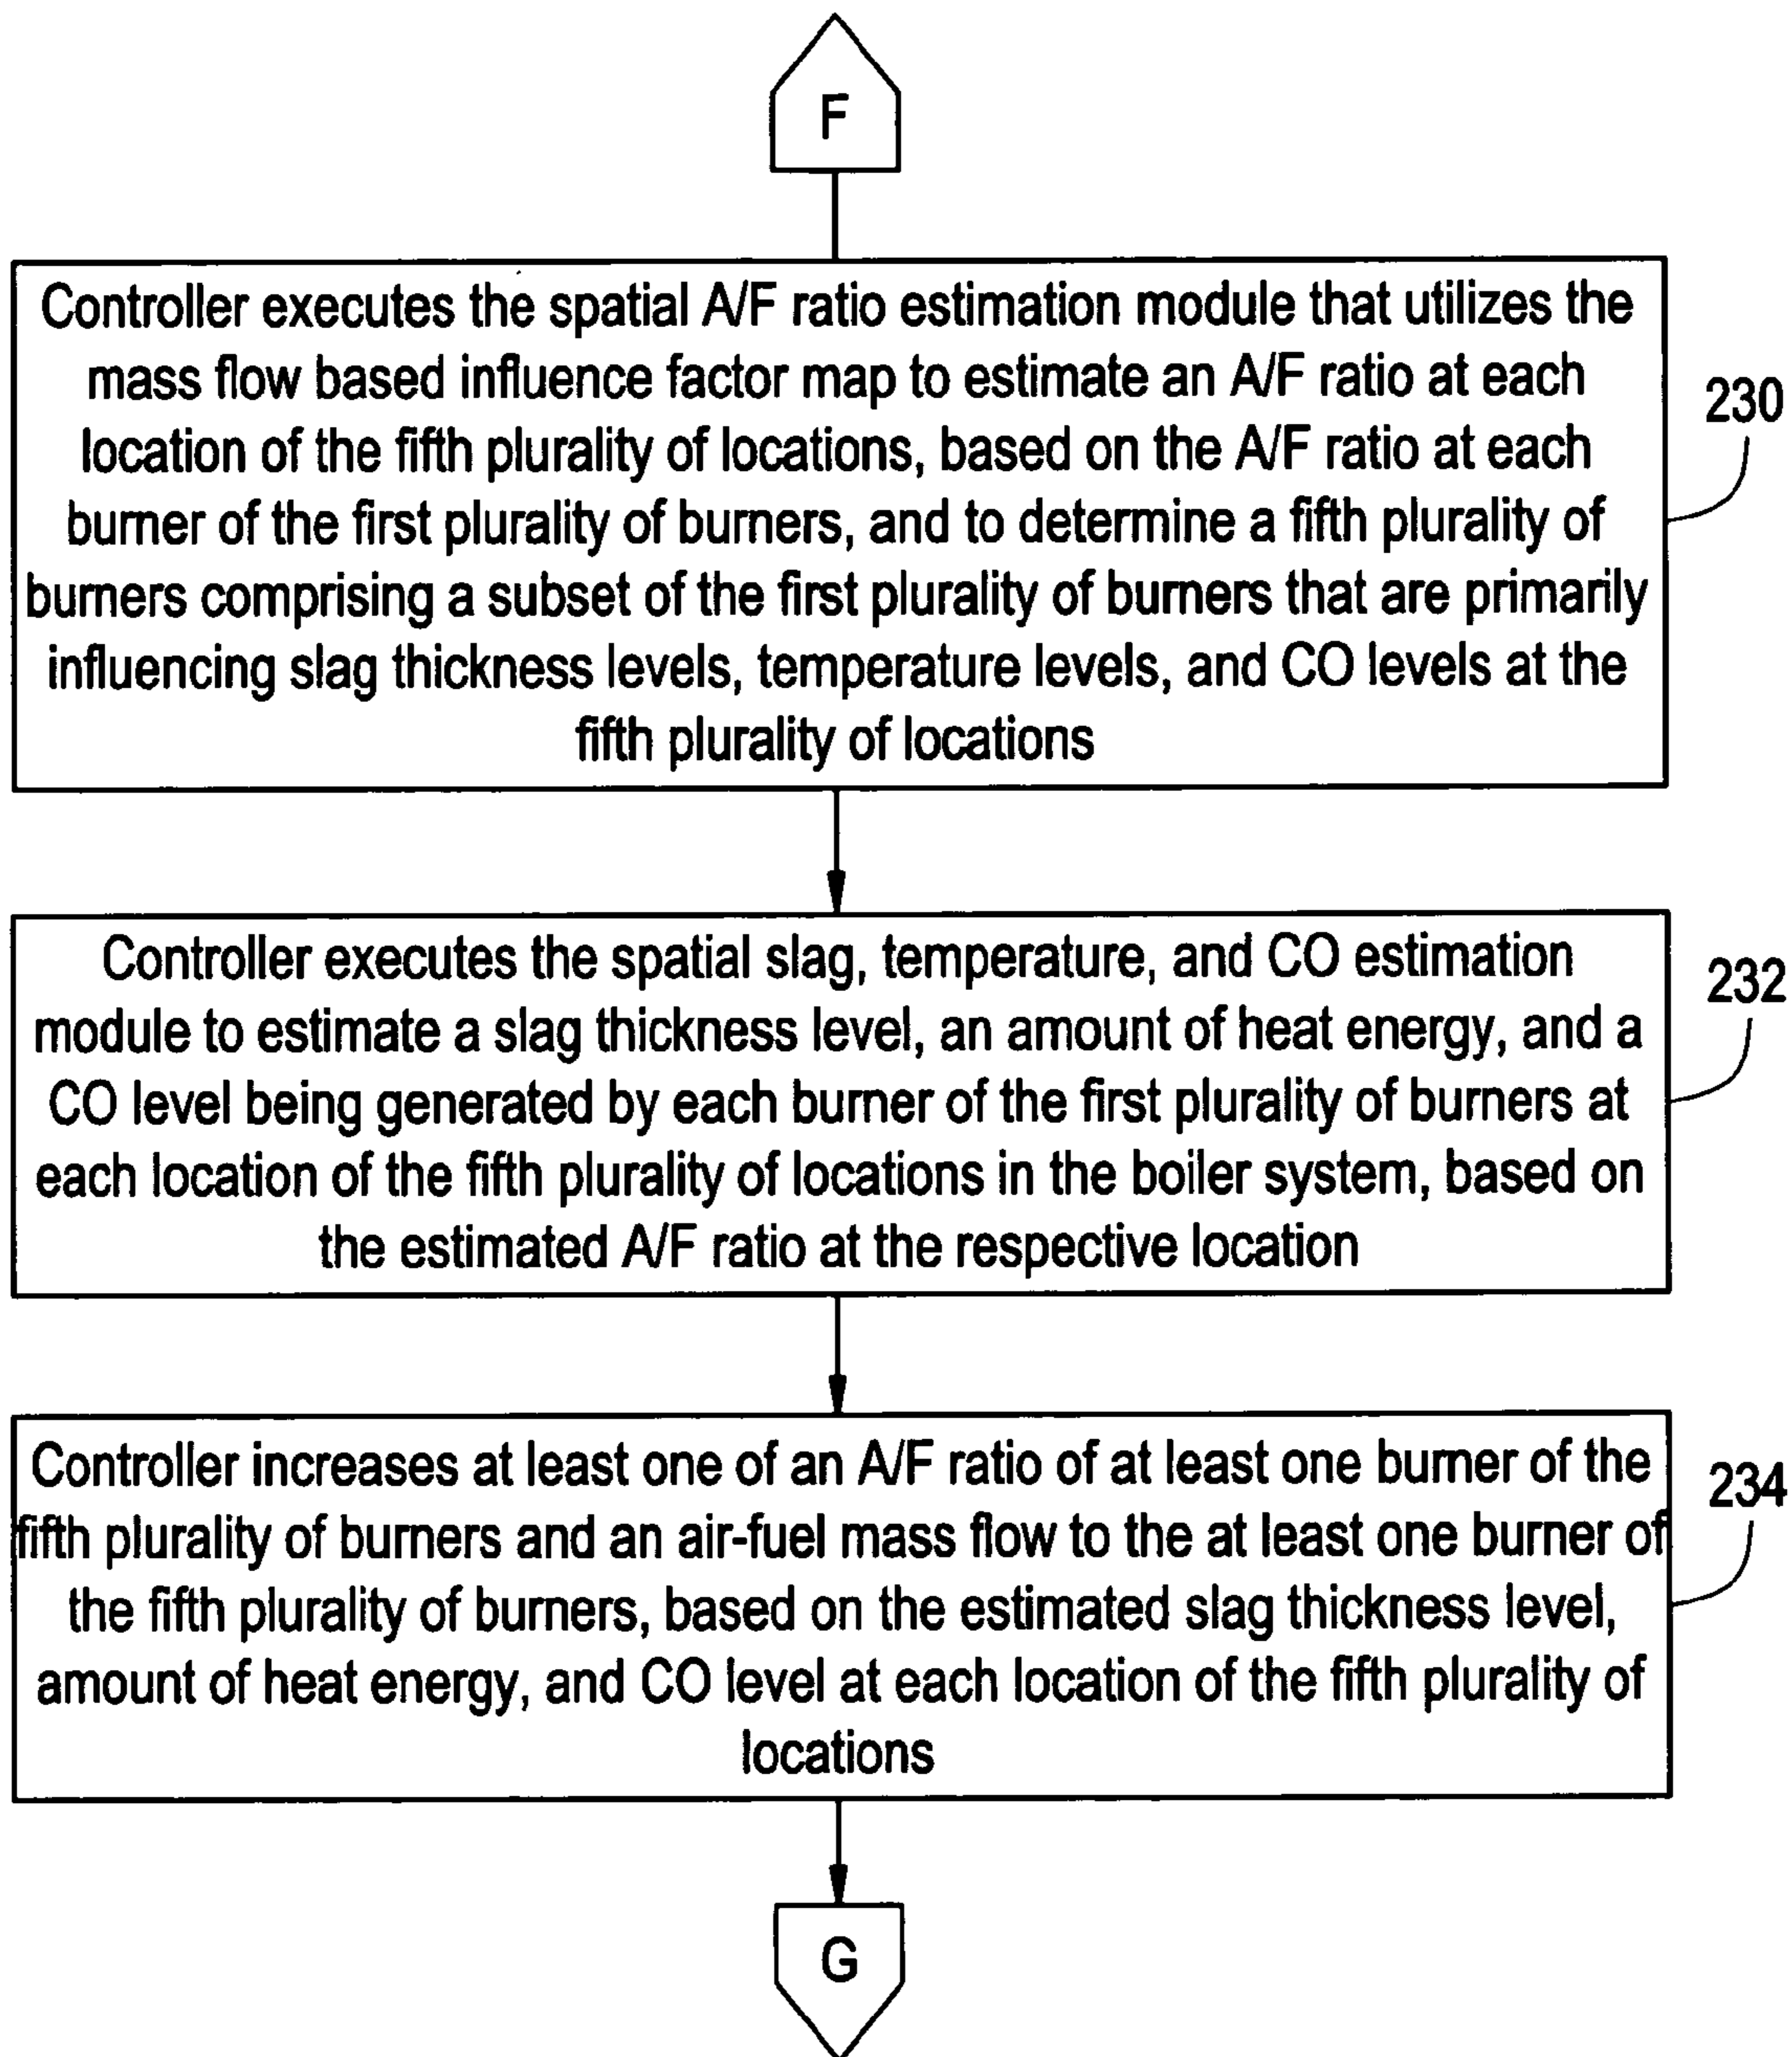 F
Controller executes the spatial A/F ratio estimation module that utilizes the
mass flow based influence factor map to estimate an A/F ratio at each
location of the fifth plurality of locations, based on the A/F ratio at each
burner of the first plurality of burners, and to determine a fifth plurality of
burners comprising a subset of the first plurality of burners that are primarily
influencing slag thickness levels, temperature levels, and CO levels at the
fifth plurality of locations
230
Controller executes the spatial slag, temperature, and CO estimation
module to estimate a slag thickness level, an amount of heat energy, and a
CO level being generated by each burner of the first plurality of burners at
each location of the fifth plurality of locations in the boiler system, based on
the estimated A/F ratio at the respective location
232
Controller increases at least one of an A/F ratio of at least one burner of the
fifth plurality of burners and an air-fuel mass flow to the at least one burner of
the fifth plurality of burners, based on the estimated slag thickness level,
amount of heat energy, and CO level at each location of the fifth plurality of
locations
234
G